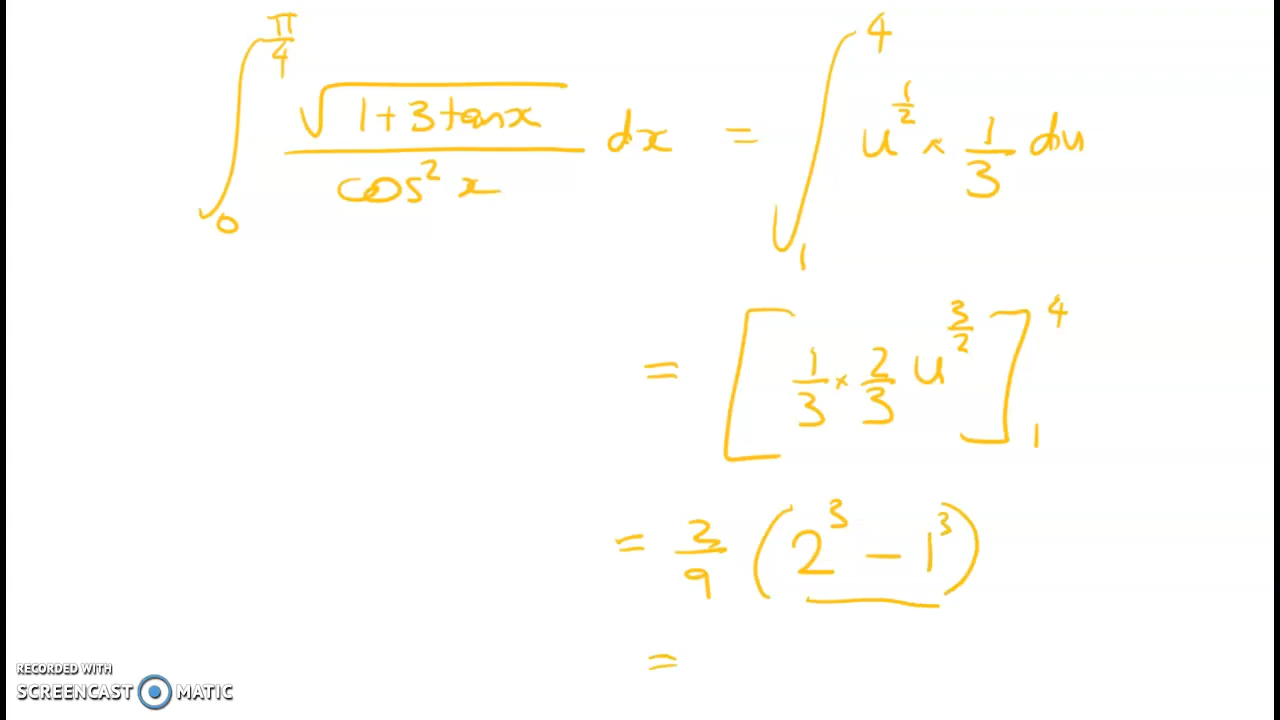 ∫₀^(π/4) √(1+3tanx) / cos²x dx = ∫₁⁴ u^(1/2) × 1/3 du
= [ 1/3 × 2/3 u^(3/2) ]₁⁴
= 2/9 (2³ − 1³)
=
RECORDED WITH
SCREENCAST MATIC